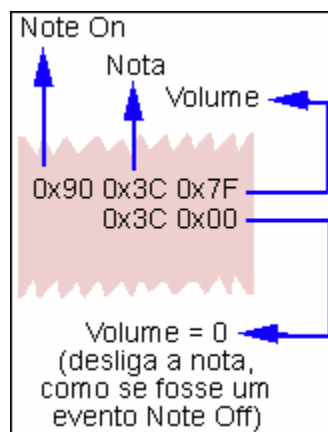 Note On
Nota
Volume
0x90 0x3C 0x7F
0x3C 0x00
Volume = 0
(desliga a nota,
como se fosse um
evento Note Off)